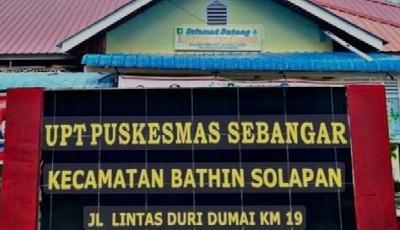 Selamat Datang
UPT PUSKESMAS SEBANGAR
KECAMATAN BATHIN SOLAPAN
JL LINTAS DURI DUMAI KM 19